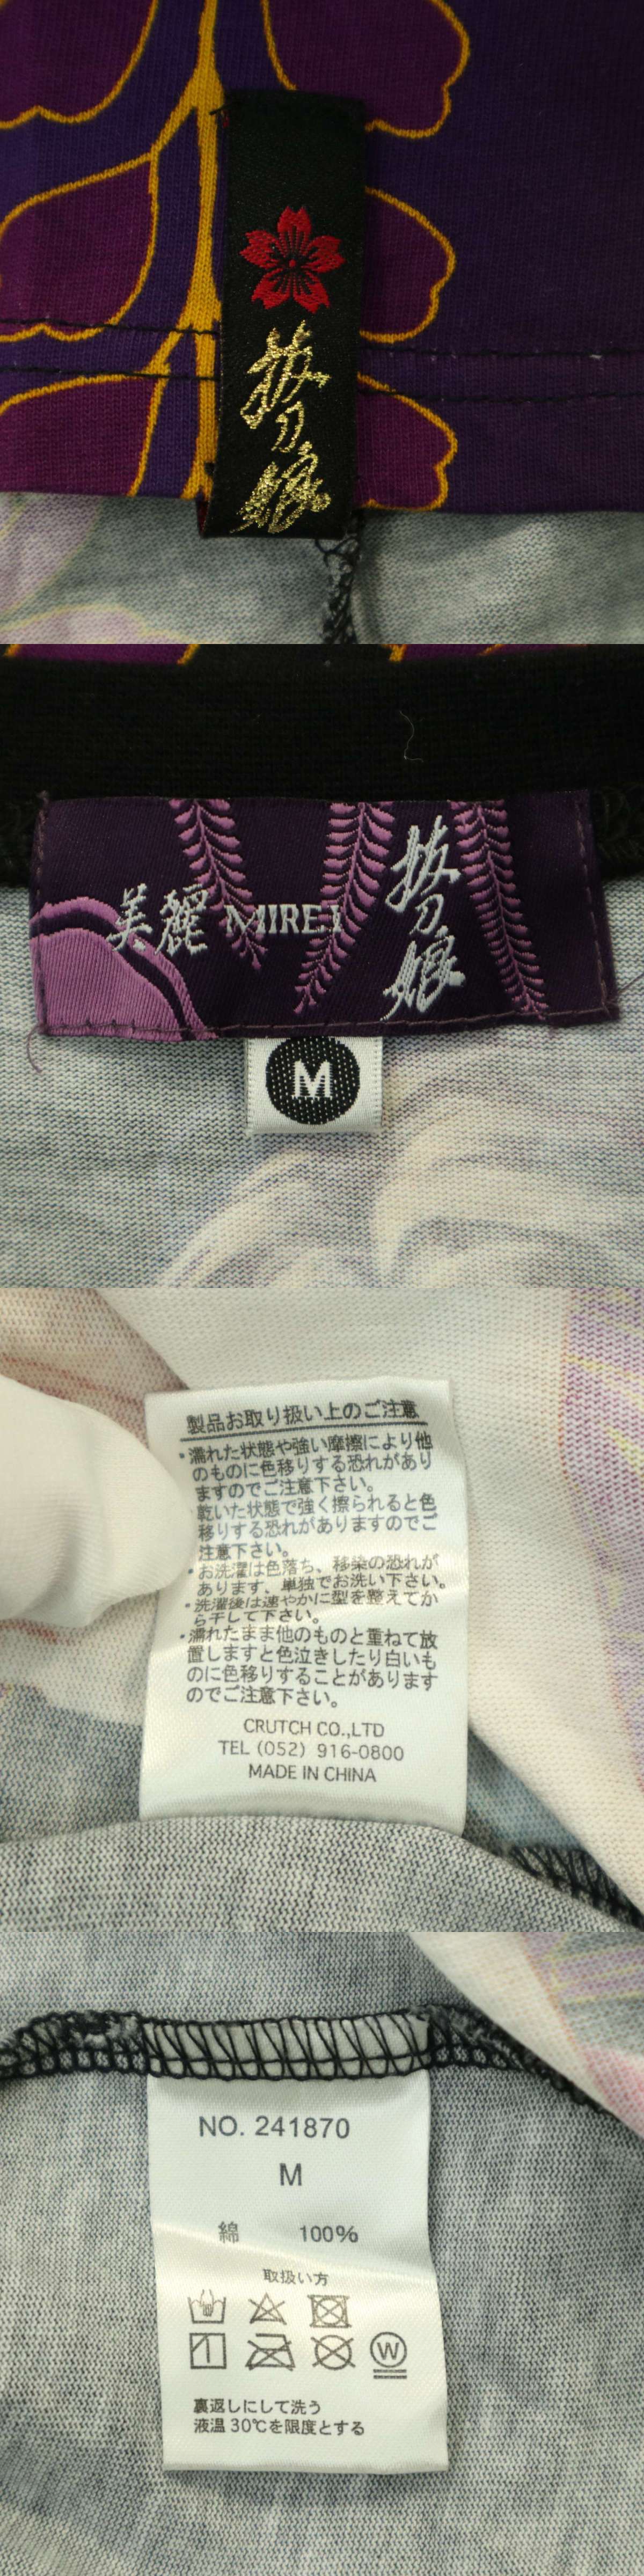 抜刀娘
美麗 MIREI
抜刀娘
M
製品お取り扱い上のご注意
・濡れた状態や強い摩擦により他
のものに色移りする恐れがあり
ますのでご注意下さい。
・乾いた状態で強く擦られると色
移りする恐れがありますのでご
注意下さい。
・お洗濯は色落ち、移染の恐れが
あります、単独でお洗い下さい。
・洗濯後は速やかに型を整えてか
ら干して下さい。
・濡れたまま他のものと重ねて放
置しますと色泣きしたり白いも
のに色移りすることがあります
のでご注意下さい。
CRUTCH CO.,LTD
TEL (052) 916-0800
MADE IN CHINA
NO. 241870
M
綿 100%
取扱い方
W
裏返しにして洗う
液温 30℃を限度とする